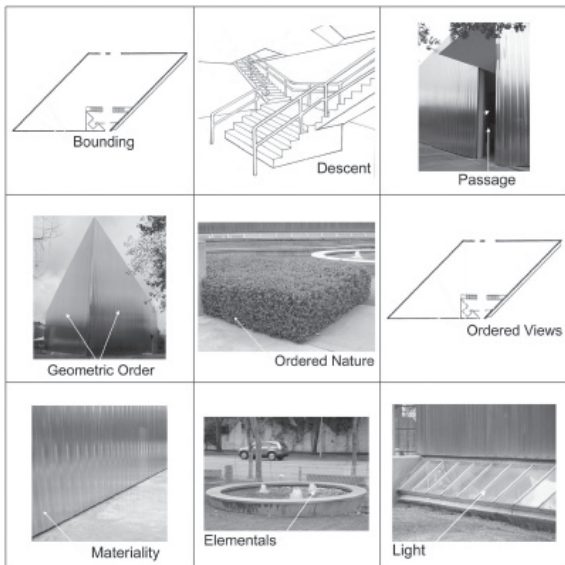 Bounding
Descent
Passage
Geometric Order
Ordered Nature
Ordered Views
Materiality
Elementals
Light